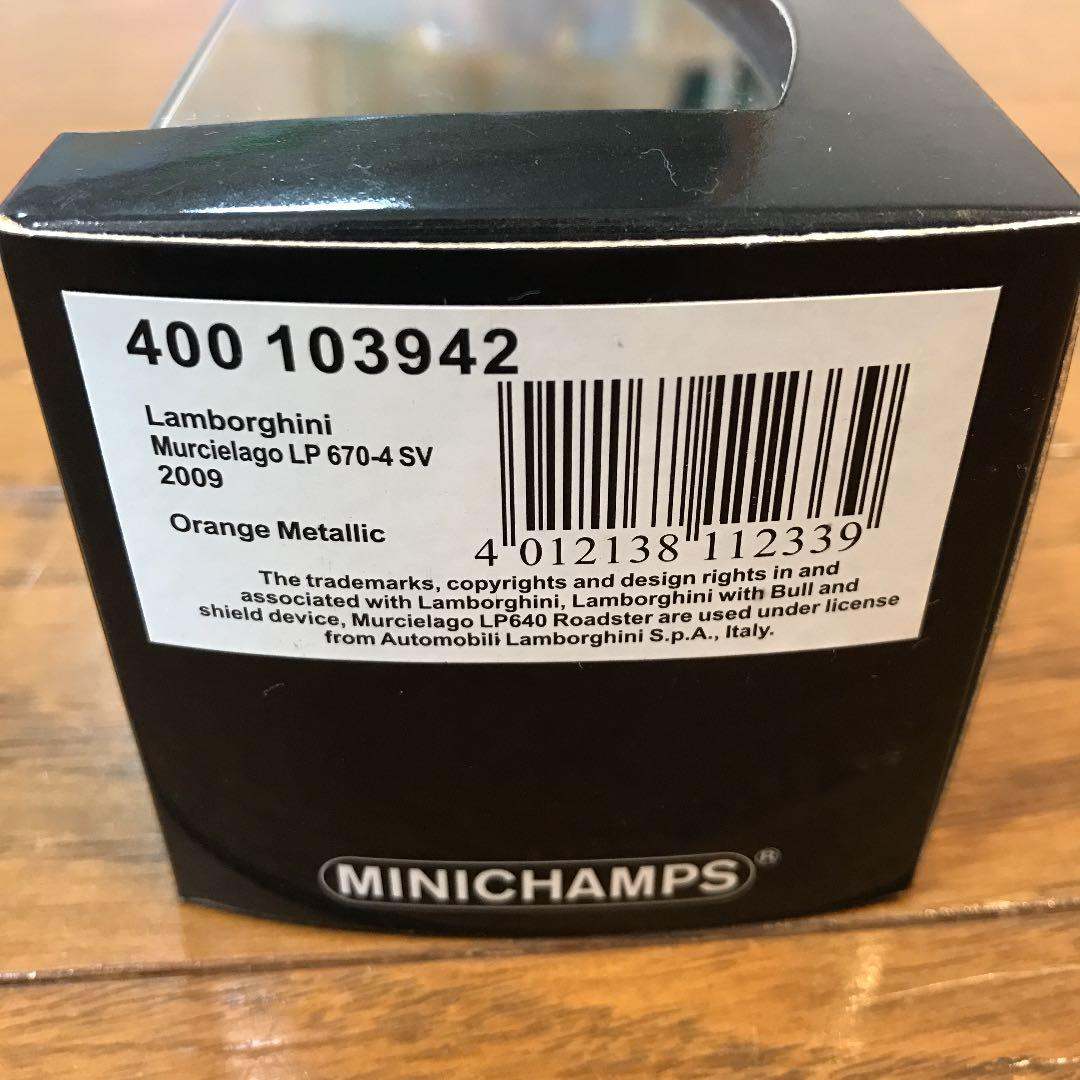 400 103942
Lamborghini
Murcielago LP 670-4 SV
2009
Orange Metallic
4 012138 112339
The trademarks, copyrights and design rights in and
associated with Lamborghini, Lamborghini with Bull and
shield device, Murcielago LP640 Roadster are used under license
from Automobili Lamborghini S.p.A., Italy.
MINICHAMPS®